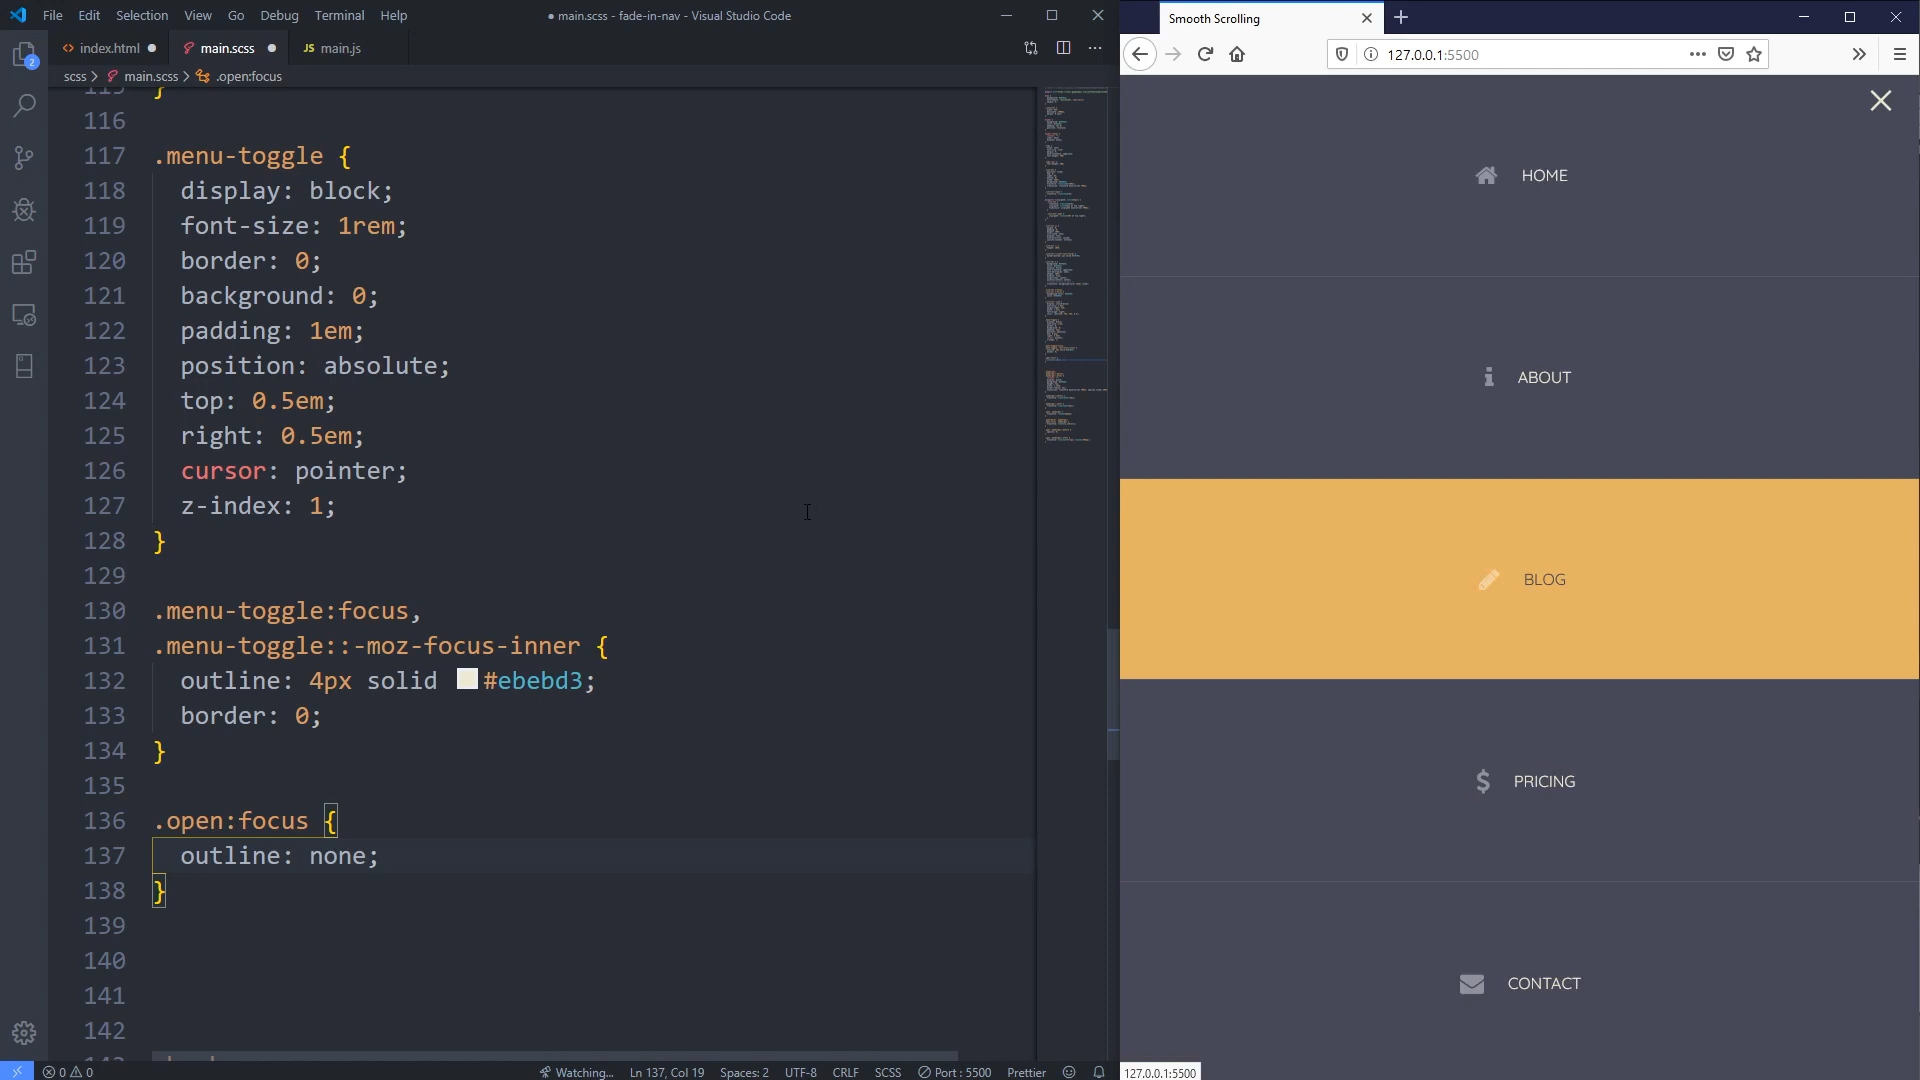 File Edit Selection View Go Debug Terminal Help
● main.scss - fade-in-nav - Visual Studio Code
index.html
main.scss
JS main.js
scss > main.scss > .open:focus
2
115 }
116
117 .menu-toggle {
118 display: block;
119 font-size: 1rem;
120 border: 0;
121 background: 0;
122 padding: 1em;
123 position: absolute;
124 top: 0.5em;
125 right: 0.5em;
126 cursor: pointer;
127 z-index: 1;
128 }
129
130 .menu-toggle:focus,
131 .menu-toggle::-moz-focus-inner {
132 outline: 4px solid #ebebd3;
133 border: 0;
134 }
135
136 .open:focus {
137 outline: none;
138 }
139
140
141
142
0 0
Watching... Ln 137, Col 19 Spaces: 2 UTF-8 CRLF SCSS Port : 5500 Prettier
Smooth Scrolling
127.0.0.1:5500
HOME
ABOUT
BLOG
PRICING
CONTACT
127.0.0.1:5500